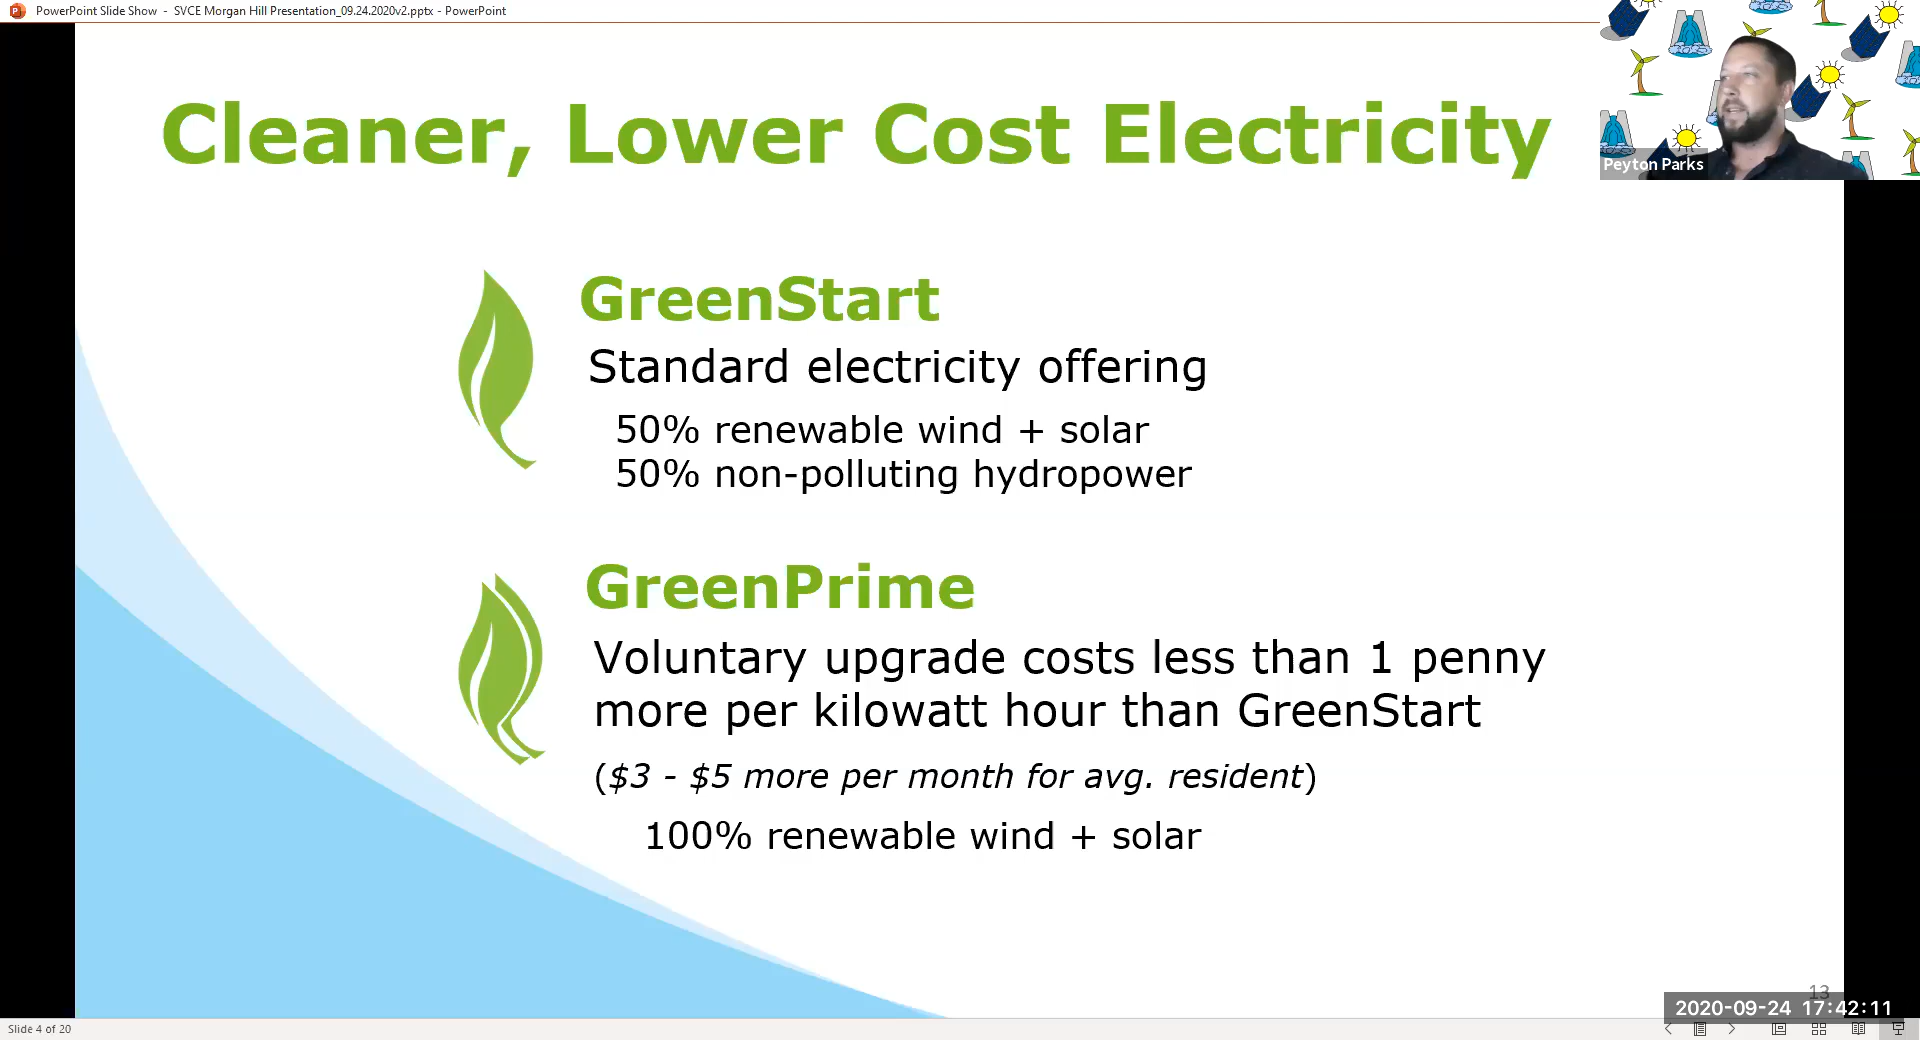 PowerPoint Slide Show - SVCE Morgan Hill Presentation_09.24.2020v2.pptx - PowerPoint
Cleaner, Lower Cost Electricity
Peyton Parks
GreenStart
Standard electricity offering
50% renewable wind + solar
50% non-polluting hydropower
GreenPrime
Voluntary upgrade costs less than 1 penny
more per kilowatt hour than GreenStart
($3 - $5 more per month for avg. resident)
100% renewable wind + solar
13
2020-09-24 17:42:11
Slide 4 of 20